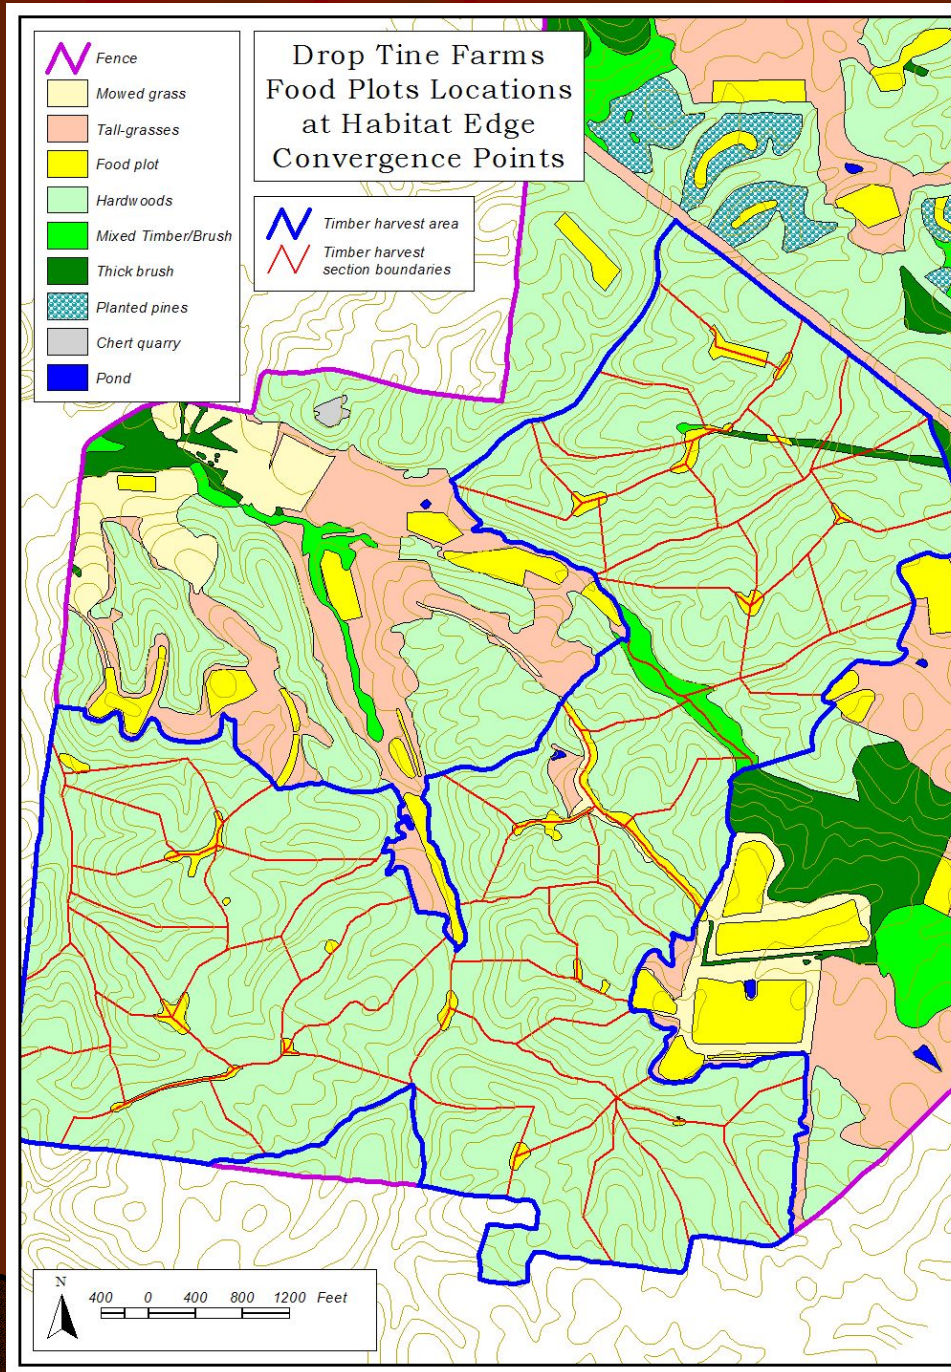 Fence
Mowed grass
Tall-grasses
Food plot
Hardwoods
Mixed Timber/Brush
Thick brush
Planted pines
Chert quarry
Pond
Drop Tine Farms
Food Plots Locations
at Habitat Edge
Convergence Points
Timber harvest area
Timber harvest
section boundaries
N
400 0 400 800 1200 Feet